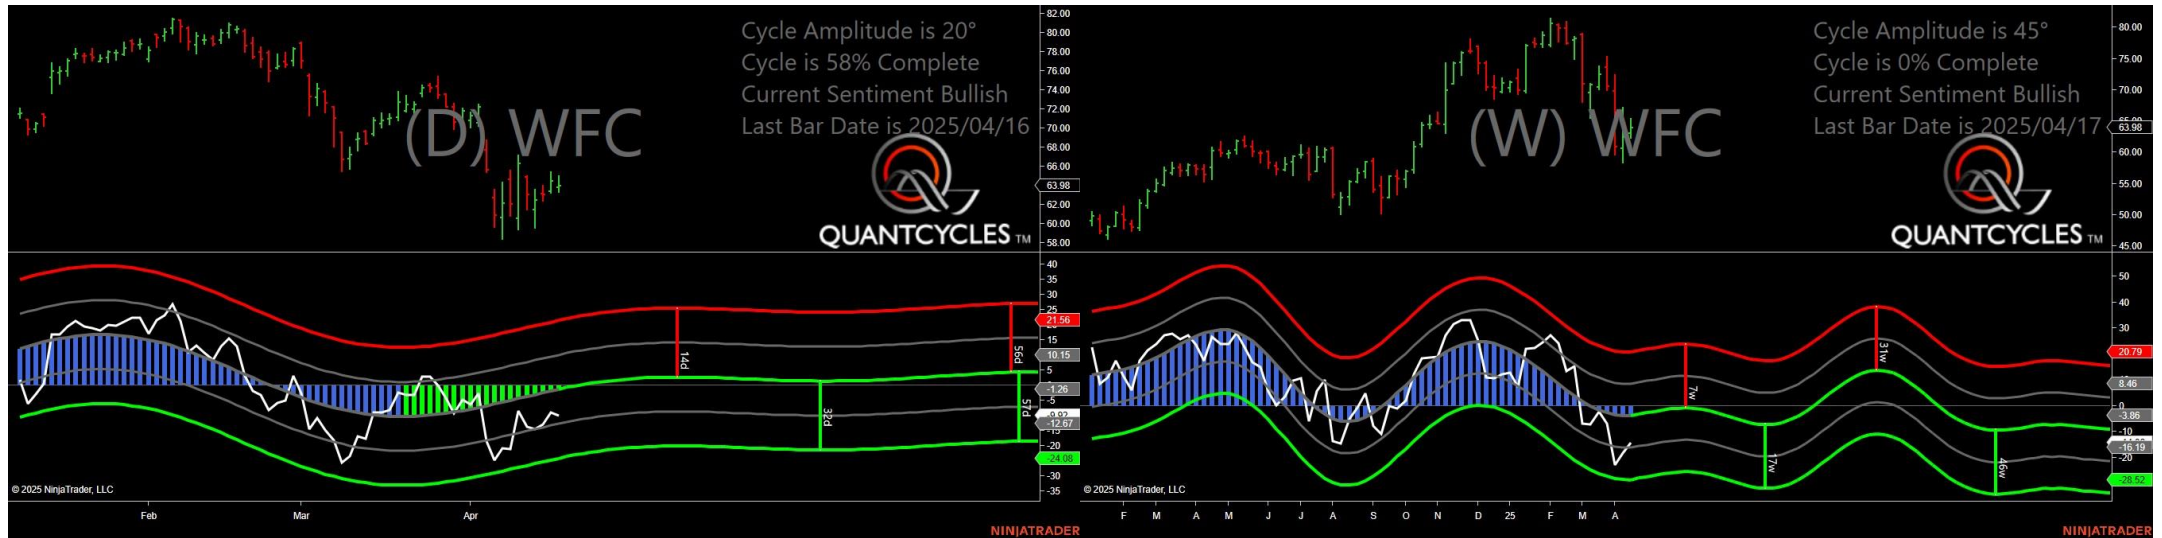 Cycle Amplitude is 20°
Cycle is 58% Complete
Current Sentiment Bullish
Last Bar Date is 2025/04/16
(D) WFC
QUANTCYCLES TM
82.00
80.00
78.00
76.00
74.00
72.00
70.00
68.00
66.00
63.98
62.00
60.00
58.00
40
35
30
25
21.56
15
10.15
5
-1.26
-5
-9.92
-12.67
-15
-20
-24.08
-30
-35
14d
32d
56d
57d
© 2025 NinjaTrader, LLC
Feb Mar Apr
NINJATRADER
Cycle Amplitude is 45°
Cycle is 0% Complete
Current Sentiment Bullish
Last Bar Date is 2025/04/17
(W) WFC
QUANTCYCLES TM
80.00
75.00
70.00
63.98
60.00
55.00
50.00
45.00
50
40
30
20.79
8.46
0
-3.86
-10
-16.19
-20
-28.52
7w
17w
31w
46w
© 2025 NinjaTrader, LLC
F M A M J J A S O N D 25 F M A
NINJATRADER